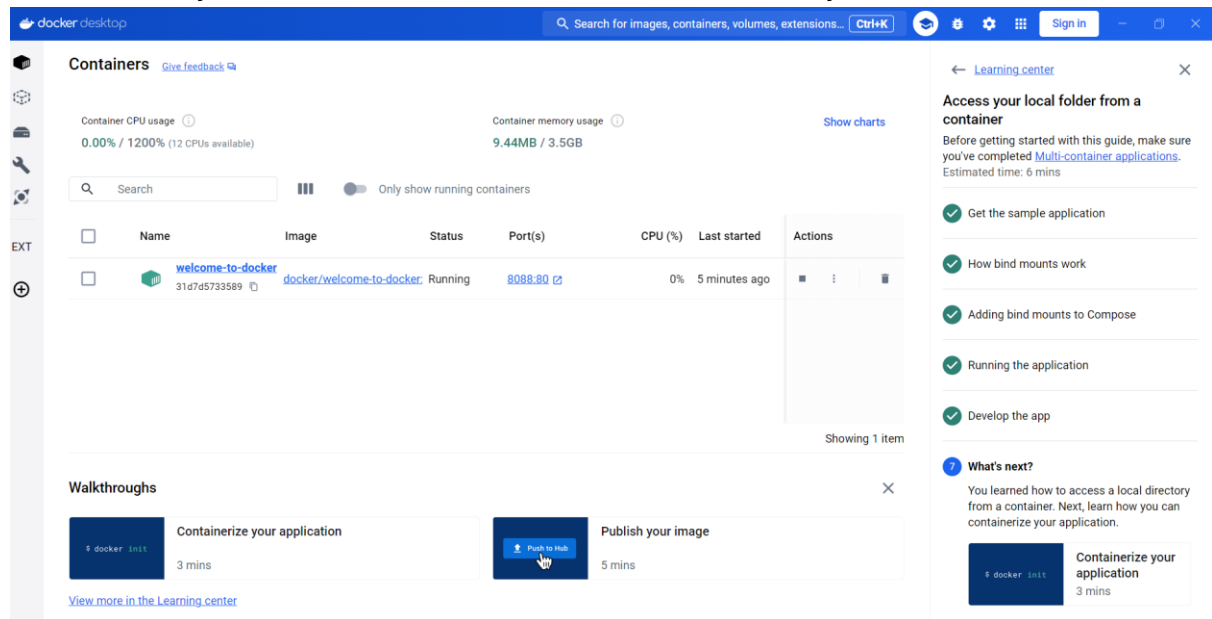 docker desktop
Search for images, containers, volumes, extensions... Ctrl+K
Sign in
EXT
Containers Give feedback
Container CPU usage
0.00% / 1200% (12 CPUs available)
Container memory usage
9.44MB / 3.5GB
Show charts
Search
Only show running containers
Name Image Status Port(s) CPU (%) Last started Actions
welcome-to-docker
31d7d5733589
docker/welcome-to-docker: Running 8088:80 0% 5 minutes ago
Showing 1 item
Walkthroughs
$ docker init
Containerize your application
3 mins
Push to Hub
Publish your image
5 mins
View more in the Learning center
Learning center
Access your local folder from a
container
Before getting started with this guide, make sure
you've completed Multi-container applications.
Estimated time: 6 mins
Get the sample application
How bind mounts work
Adding bind mounts to Compose
Running the application
Develop the app
7 What's next?
You learned how to access a local directory
from a container. Next, learn how you can
containerize your application.
$ docker init
Containerize your
application
3 mins